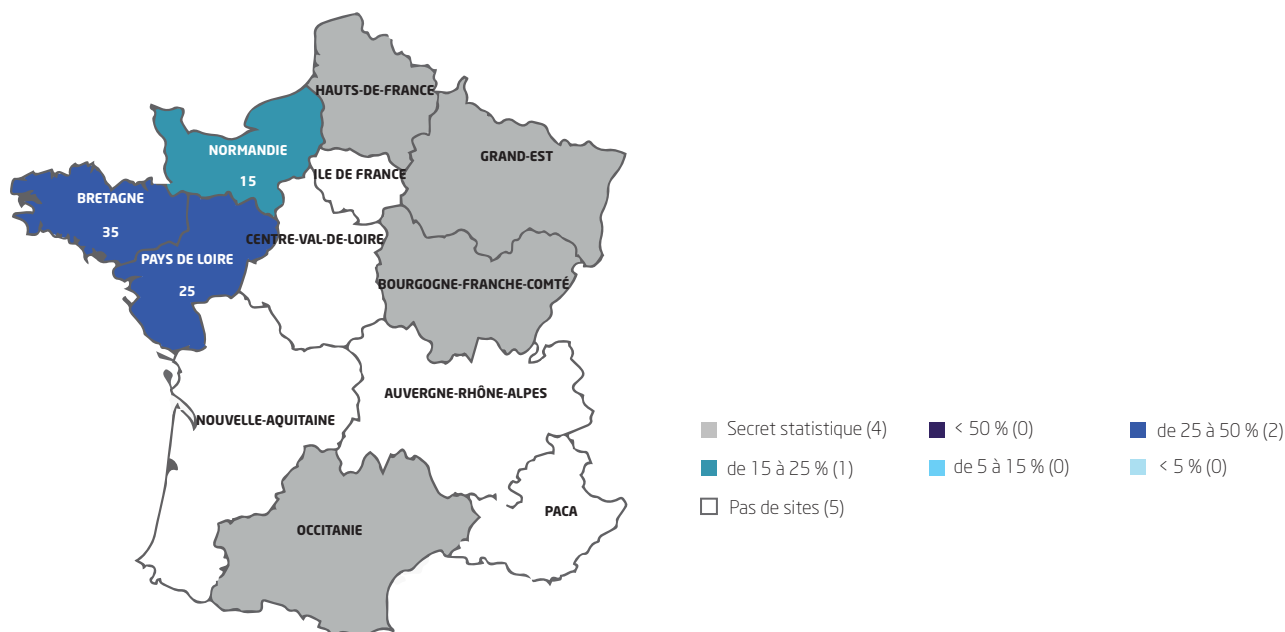 HAUTS-DE-FRANCE
NORMANDIE
15
GRAND-EST
ILE DE FRANCE
BRETAGNE
35
PAYS DE LOIRE
25
CENTRE-VAL-DE-LOIRE
BOURGOGNE-FRANCHE-COMTÉ
AUVERGNE-RHÔNE-ALPES
NOUVELLE-AQUITAINE
OCCITANIE
PACA
Secret statistique (4)
< 50 % (0)
de 25 à 50 % (2)
de 15 à 25 % (1)
de 5 à 15 % (0)
< 5 % (0)
Pas de sites (5)